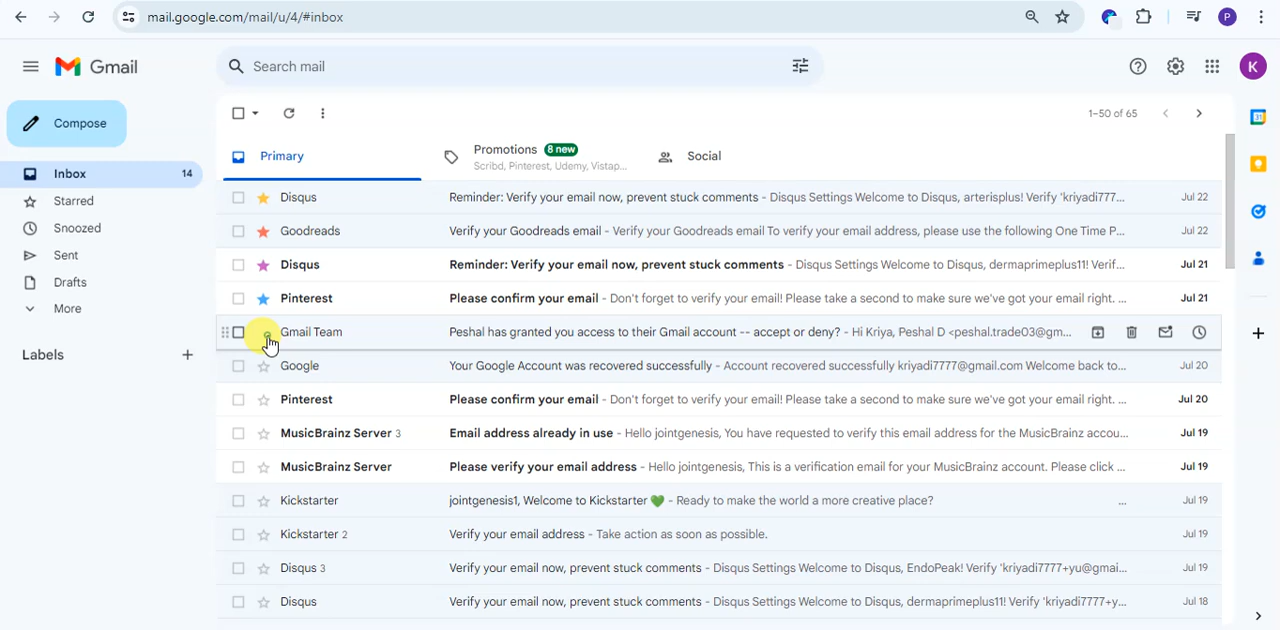 mail.google.com/mail/u/4/#inbox
P
Gmail
Search mail
K
Compose
1–50 of 65
Primary
Promotions 8 new
Scribd, Pinterest, Udemy, Vistap...
Social
Inbox 14
Starred
Snoozed
Sent
Drafts
More
Labels
Disqus Reminder: Verify your email now, prevent stuck comments - Disqus Settings Welcome to Disqus, arterisplus! Verify 'kriyadi777... Jul 22
Goodreads Verify your Goodreads email - Verify your Goodreads email To verify your email address, please use the following One Time P... Jul 22
Disqus Reminder: Verify your email now, prevent stuck comments - Disqus Settings Welcome to Disqus, dermaprimeplus11! Verif... Jul 21
Pinterest Please confirm your email - Don't forget to verify your email! Please take a second to make sure we've got your email right. ... Jul 21
Gmail Team Peshal has granted you access to their Gmail account -- accept or deny? - Hi Kriya, Peshal D <peshal.trade03@gm...
Google Your Google Account was recovered successfully - Account recovered successfully kriyadi7777@gmail.com Welcome back to... Jul 20
Pinterest Please confirm your email - Don't forget to verify your email! Please take a second to make sure we've got your email right. ... Jul 20
MusicBrainz Server 3 Email address already in use - Hello jointgenesis, You have requested to verify this email address for the MusicBrainz accou... Jul 19
MusicBrainz Server Please verify your email address - Hello jointgenesis, This is a verification email for your MusicBrainz account. Please click ... Jul 19
Kickstarter jointgenesis1, Welcome to Kickstarter 💚 - Ready to make the world a more creative place? ... Jul 19
Kickstarter 2 Verify your email address - Take action as soon as possible. Jul 19
Disqus 3 Verify your email now, prevent stuck comments - Disqus Settings Welcome to Disqus, EndoPeak! Verify 'kriyadi7777+yu@gmai... Jul 19
Disqus Verify your email now, prevent stuck comments - Disqus Settings Welcome to Disqus, dermaprimeplus11! Verify 'kriyadi7777+y... Jul 18